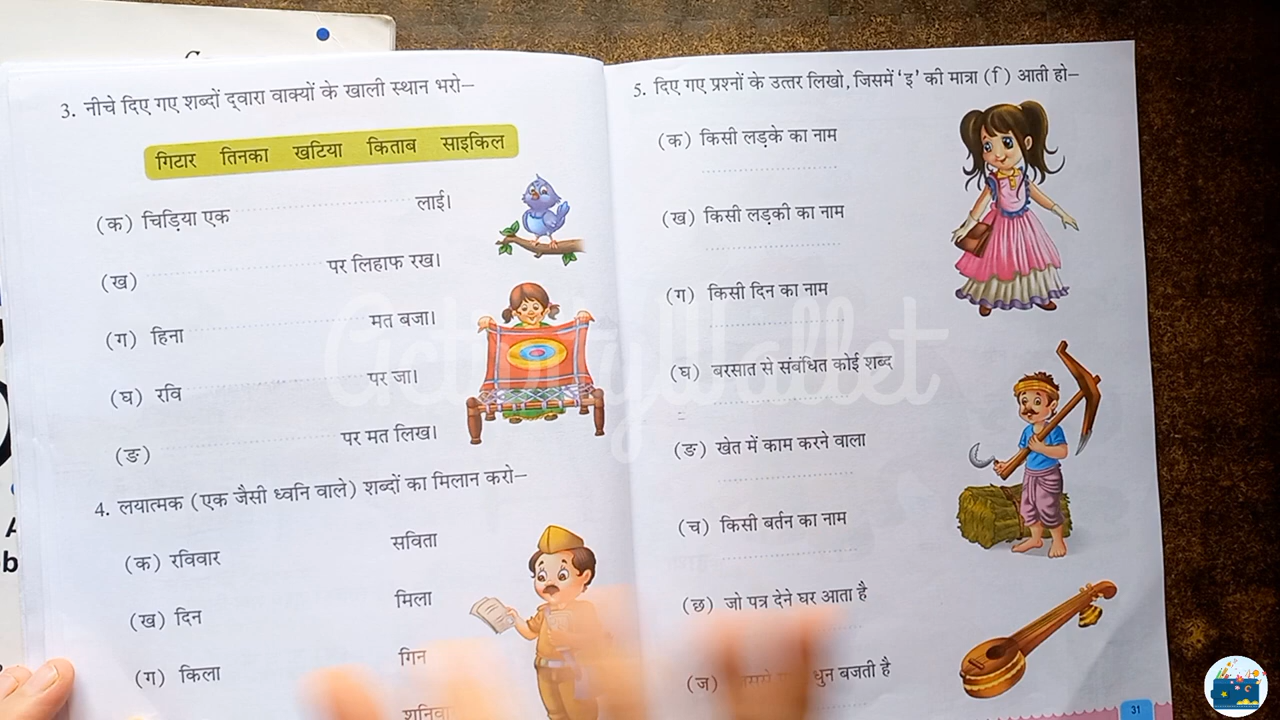 3. नीचे दिए गए शब्दों द्वारा वाक्यों के खाली स्थान भरो—
गिटार तिनका खटिया किताब साइकिल
(क) चिड़िया एक लाई।
(ख) पर लिहाफ रख।
(ग) हिना मत बजा।
(घ) रवि पर जा।
(ङ) पर मत लिख।
4. लयात्मक (एक जैसी ध्वनि वाले) शब्दों का मिलान करो—
(क) रविवार सविता
(ख) दिन मिला
(ग) किला गिन
5. दिए गए प्रश्नों के उत्तर लिखो, जिसमें 'इ' की मात्रा (ि) आती हो—
(क) किसी लड़के का नाम
(ख) किसी लड़की का नाम
(ग) किसी दिन का नाम
(घ) बरसात से संबंधित कोई शब्द
(ङ) खेत में काम करने वाला
(च) किसी बर्तन का नाम
(छ) जो पत्र देने घर आता है
(ज) धुन बजती है
31
ActivityWallet